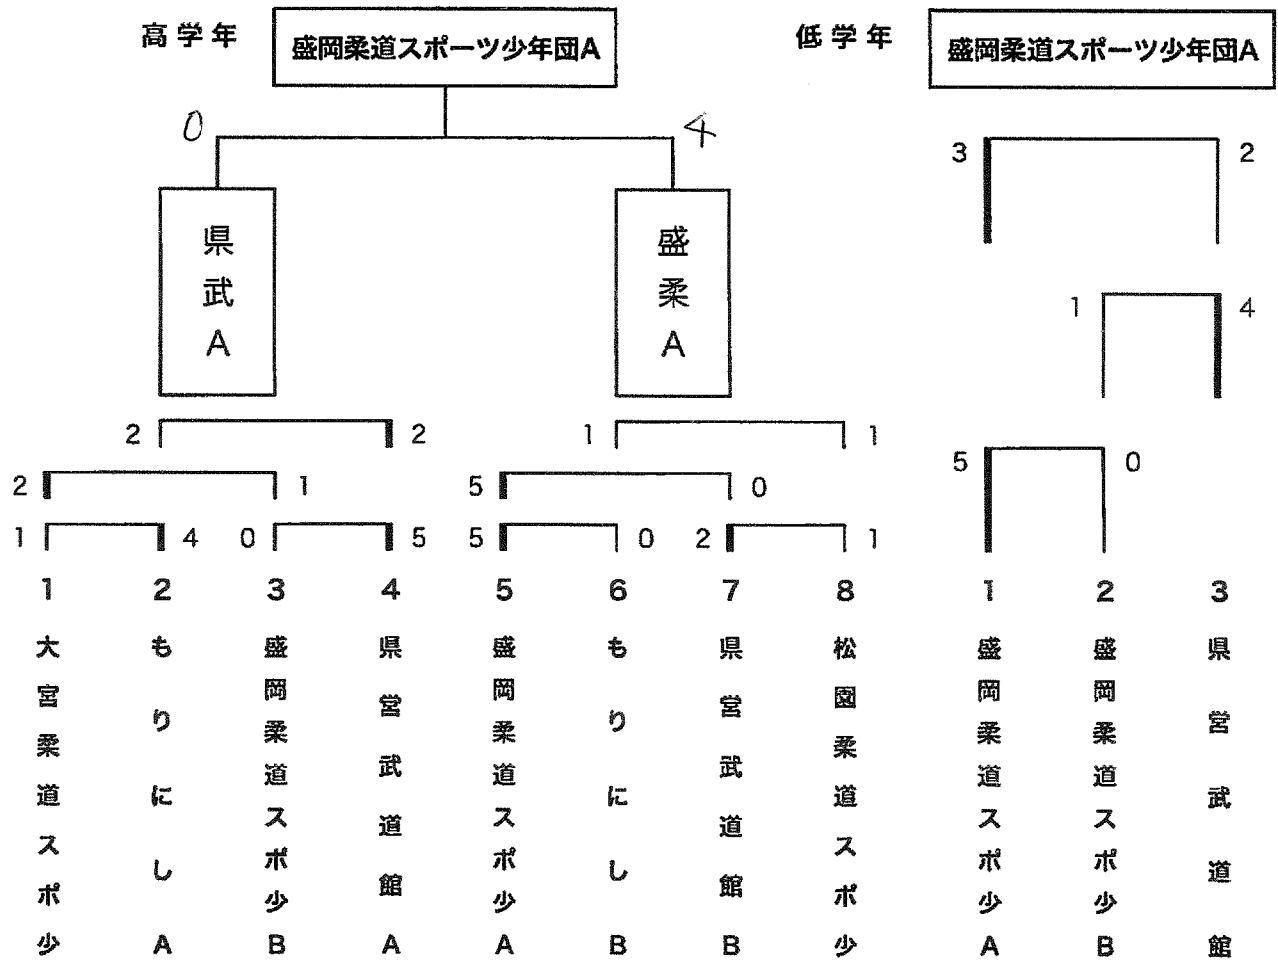 高学年
盛岡柔道スポーツ少年団A
0 4
県武A
盛柔A
2 2 1 1
2 1 5 0
1 4 0 5 5 0 2 1
1 2 3 4 5 6 7 8
大宮柔道スポ少
もりにしA
盛岡柔道スポ少B
県営武道館A
盛岡柔道スポ少A
もりにしB
県営武道館B
松園柔道スポ少
低学年
盛岡柔道スポーツ少年団A
3 2
1 4
5 0
1 2 3
盛岡柔道スポ少A
盛岡柔道スポ少B
県営武道館